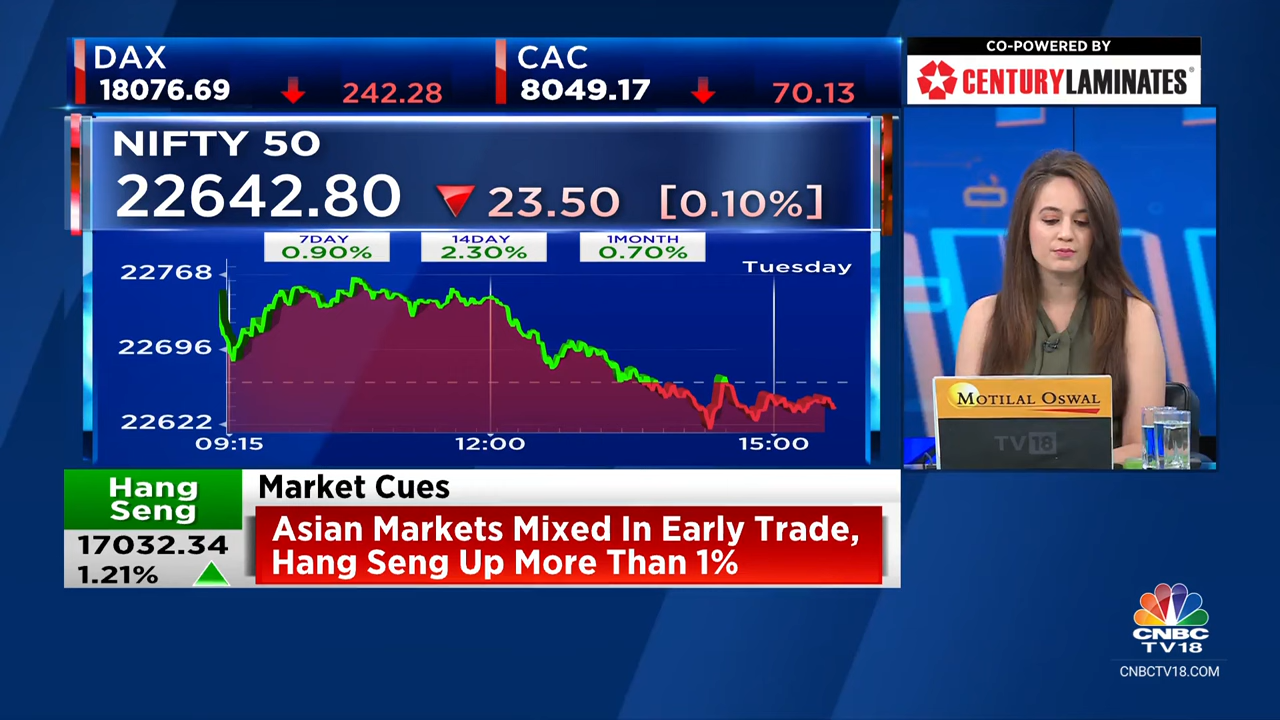 DAX
18076.69 242.28
CAC
8049.17 70.13
CO-POWERED BY
CENTURYLAMINATES®
NIFTY 50
22642.80 23.50 [0.10%]
7DAY
0.90%
14DAY
2.30%
1MONTH
0.70%
Tuesday
22768
22696
22622
09:15 12:00 15:00
MOTILAL OSWAL
TV18
Hang
Seng
17032.34
1.21%
Market Cues
Asian Markets Mixed In Early Trade,
Hang Seng Up More Than 1%
CNBC
TV18
CNBCTV18.COM